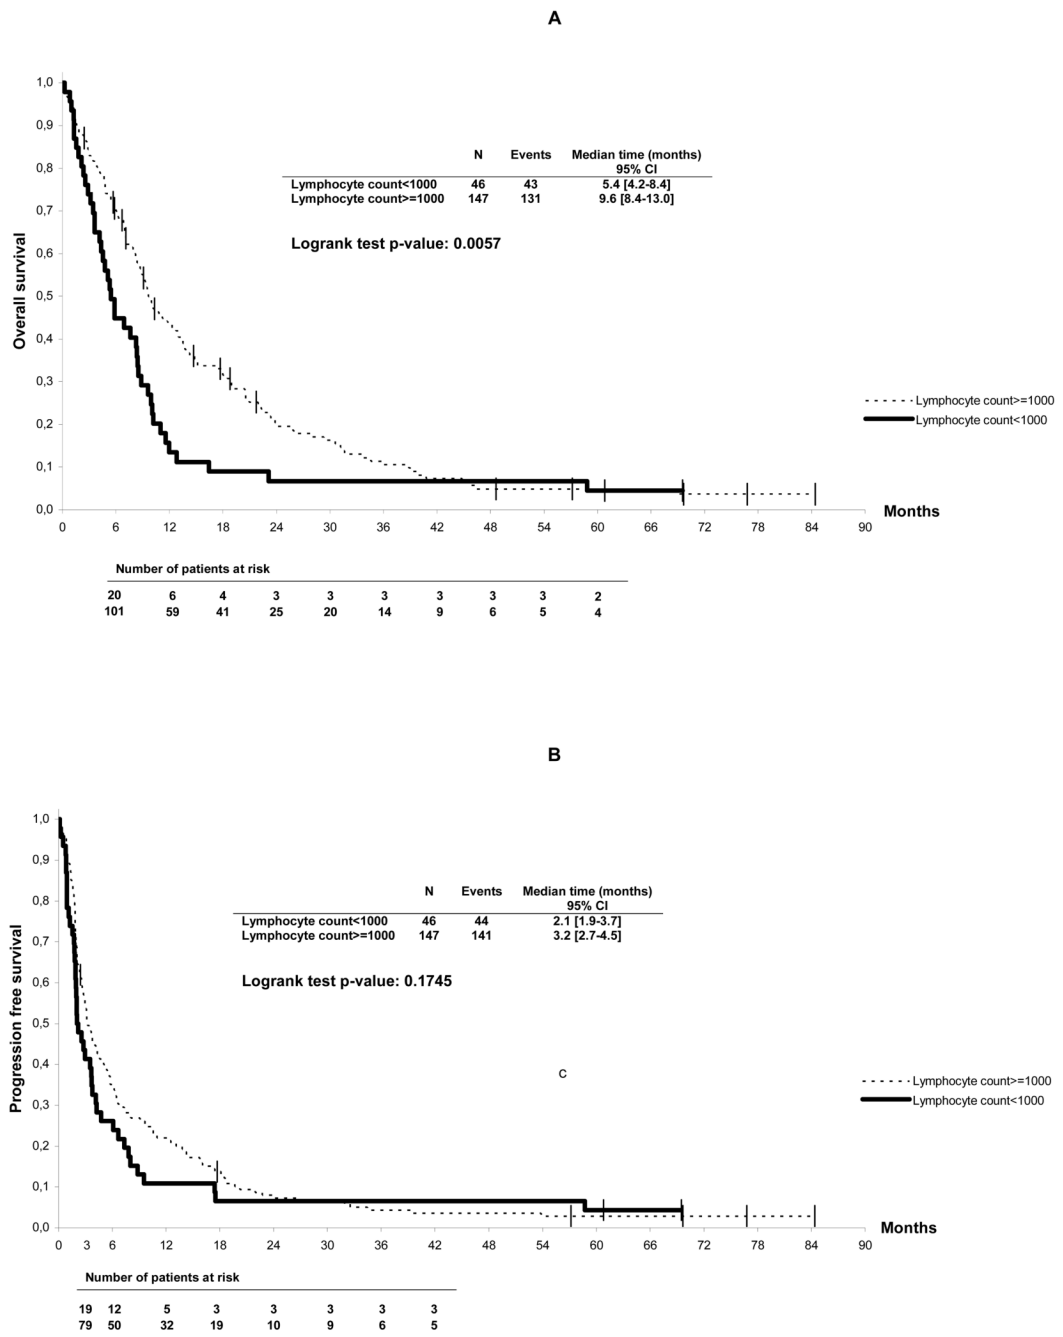 A
1,0
0,9
0,8
0,7
0,6
0,5
0,4
0,3
0,2
0,1
0,0
Overall survival
N Events Median time (months)
95% CI
Lymphocyte count<1000 46 43 5.4 [4.2-8.4]
Lymphocyte count>=1000 147 131 9.6 [8.4-13.0]
Logrank test p-value: 0.0057
Lymphocyte count>=1000
Lymphocyte count<1000
0 6 12 18 24 30 36 42 48 54 60 66 72 78 84 90
Months
Number of patients at risk
20 6 4 3 3 3 3 3 3 2
101 59 41 25 20 14 9 6 5 4
B
1,0
0,9
0,8
0,7
0,6
0,5
0,4
0,3
0,2
0,1
0,0
Progression free survival
N Events Median time (months)
95% CI
Lymphocyte count<1000 46 44 2.1 [1.9-3.7]
Lymphocyte count>=1000 147 141 3.2 [2.7-4.5]
Logrank test p-value: 0.1745
C
Lymphocyte count>=1000
Lymphocyte count<1000
0 3 6 12 18 24 30 36 42 48 54 60 66 72 78 84 90
Months
Number of patients at risk
19 12 5 3 3 3 3 3
79 50 32 19 10 9 6 5